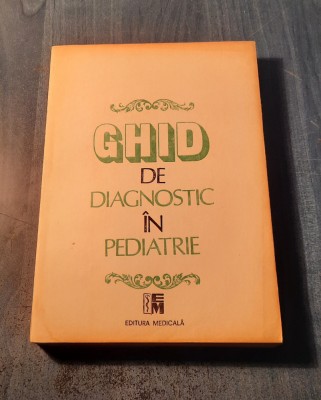 GHID
DE
DIAGNOSTIC
ÎN
PEDIATRIE
EM
EDITURA MEDICALĂ